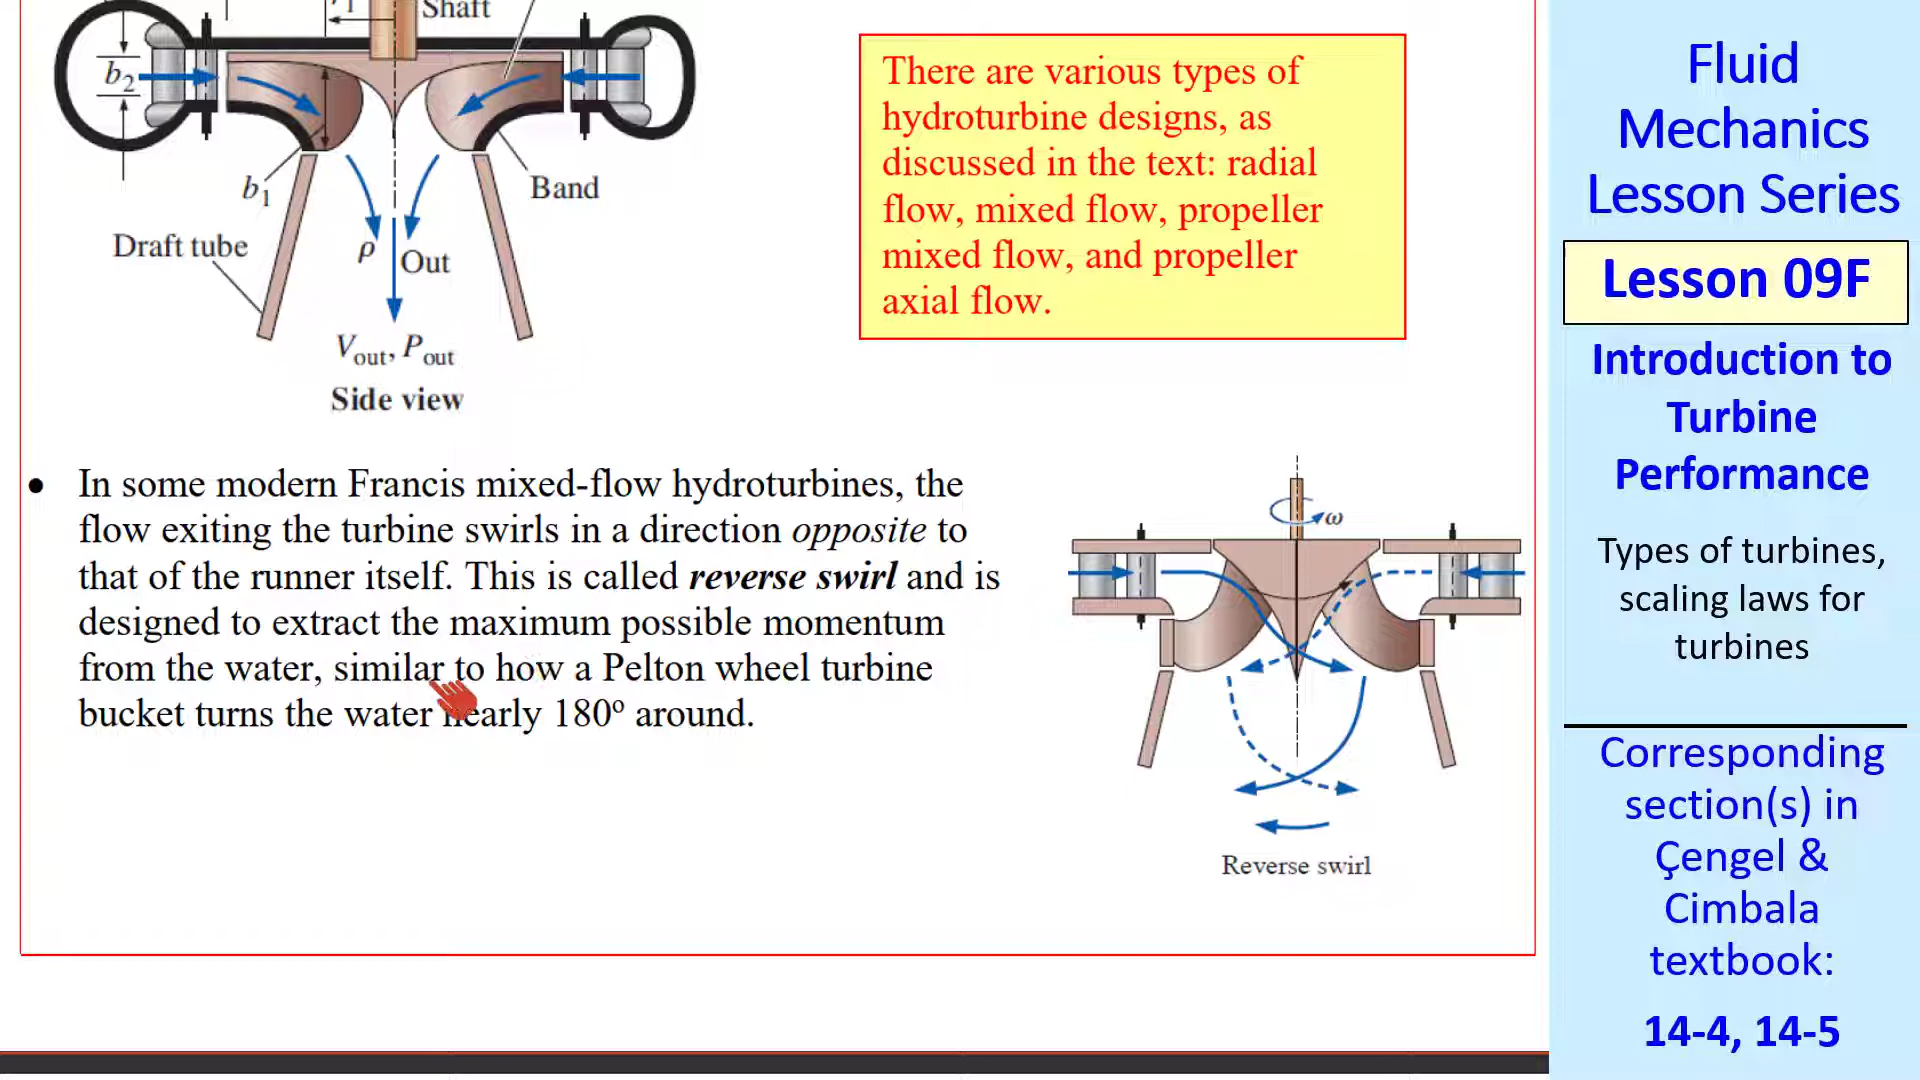 r1
Shaft
b2
b1
Band
Draft tube
ρ
Out
Vout, Pout
Side view
There are various types of
hydroturbine designs, as
discussed in the text: radial
flow, mixed flow, propeller
mixed flow, and propeller
axial flow.
• In some modern Francis mixed-flow hydroturbines, the
flow exiting the turbine swirls in a direction opposite to
that of the runner itself. This is called reverse swirl and is
designed to extract the maximum possible momentum
from the water, similar to how a Pelton wheel turbine
bucket turns the water nearly 180º around.
ω
Reverse swirl
Fluid
Mechanics
Lesson Series
Lesson 09F
Introduction to
Turbine
Performance
Types of turbines,
scaling laws for
turbines
Corresponding
section(s) in
Çengel &
Cimbala
textbook:
14-4, 14-5